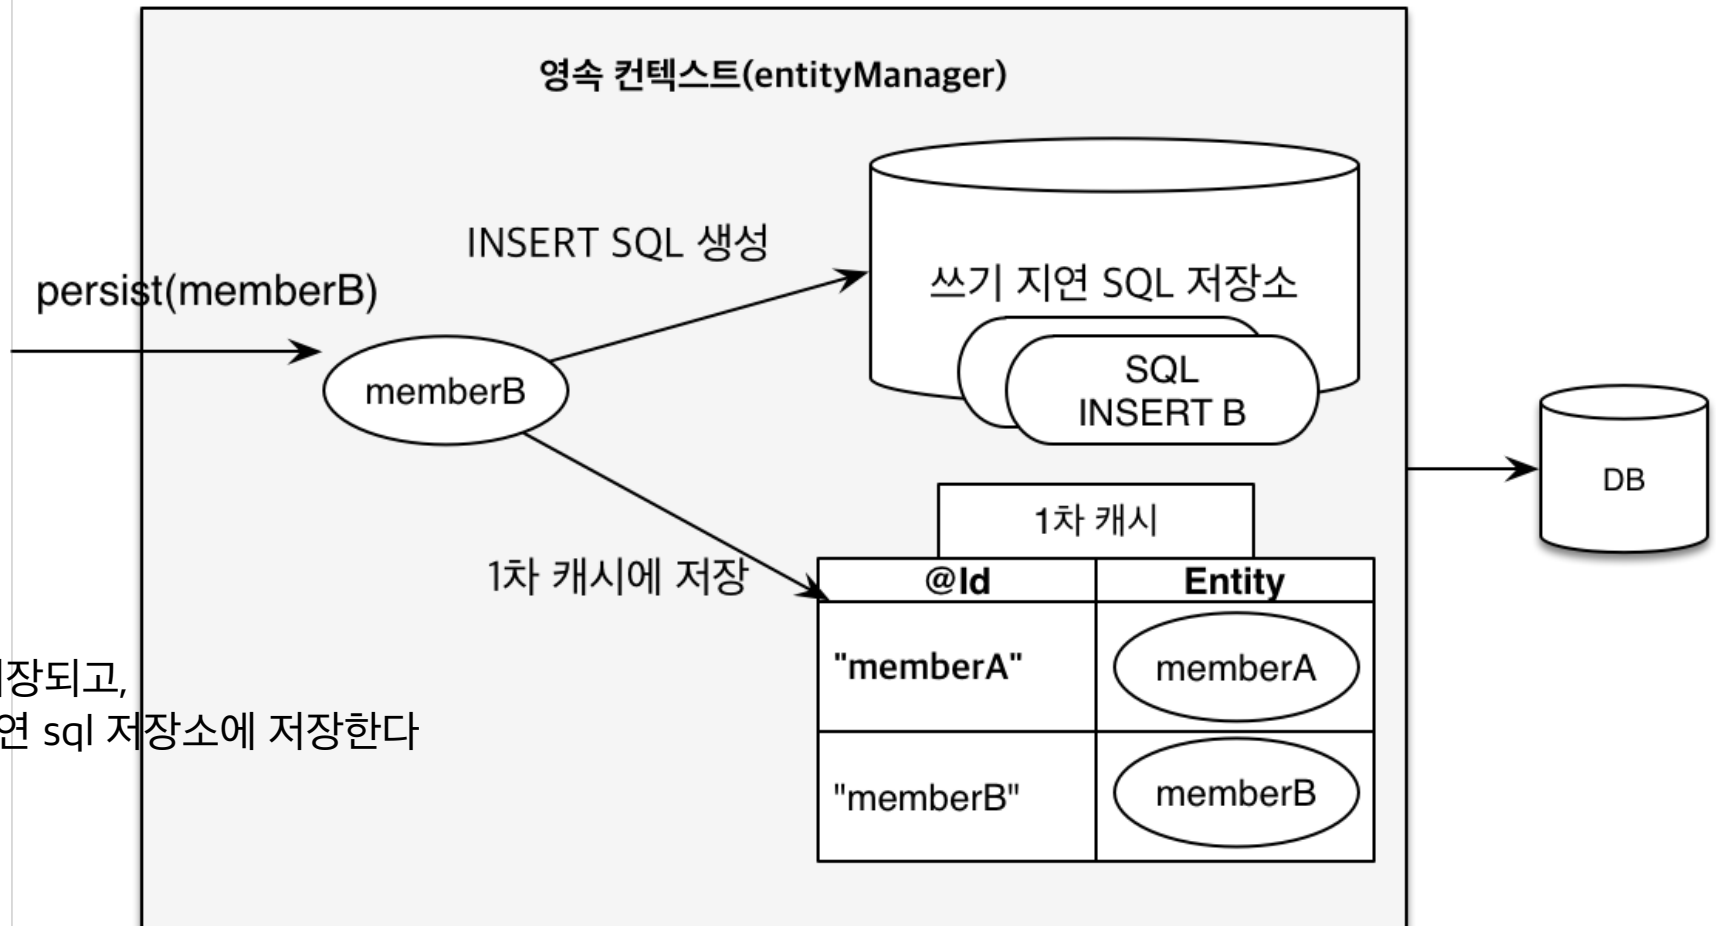 영속 컨텍스트(entityManager)
INSERT SQL 생성
persist(memberB)
memberB
쓰기 지연 SQL 저장소
SQL
INSERT B
DB
1차 캐시
1차 캐시에 저장
@Id
Entity
"memberA"
memberA
장되고,
연 sql 저장소에 저장한다
"memberB"
memberB